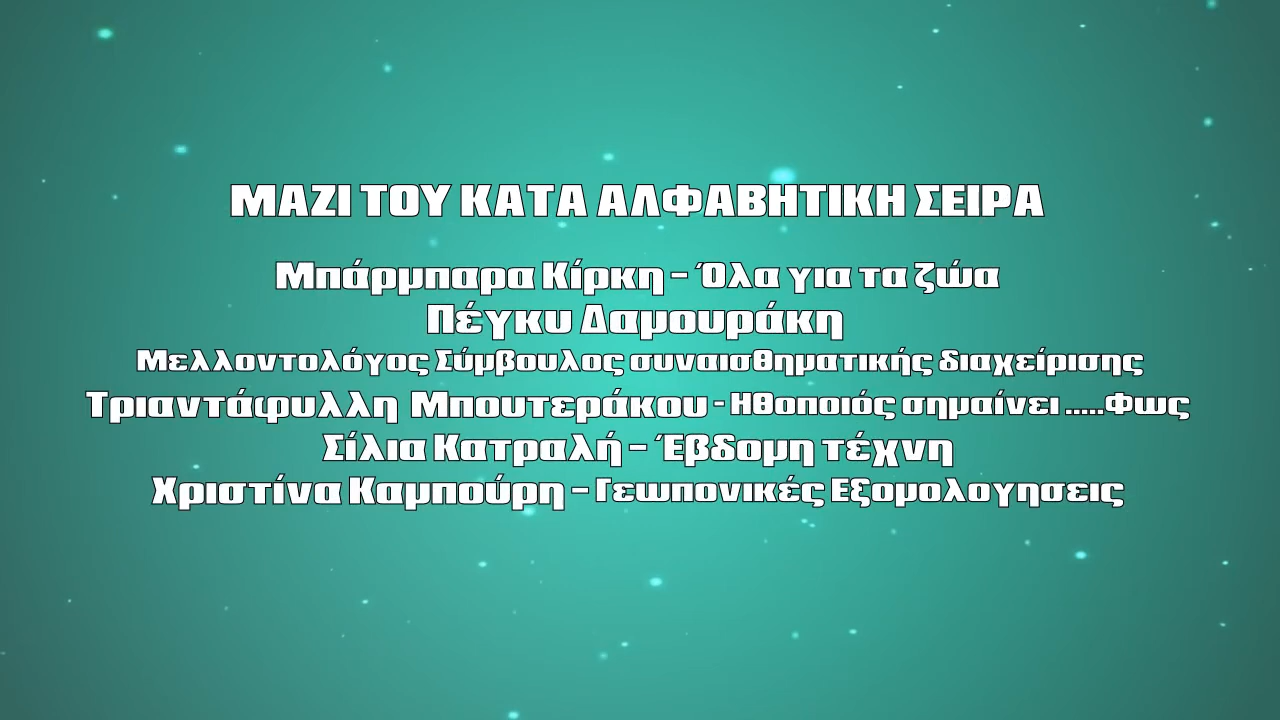 ΜΑΖΙ ΤΟΥ ΚΑΤΑ ΑΛΦΑΒΗΤΙΚΗ ΣΕΙΡΑ
Μπάρμπαρα Κίρκη - Όλα για τα ζώα
Πέγκυ Δαμουράκη
Μελλοντολόγος Σύμβουλος συναισθηματικής διαχείρισης
Τριαντάφυλλη Μπουτεράκου - Ηθοποιός σημαίνει .....Φως
Σίλια Κατραλή - Έβδομη τέχνη
Χριστίνα Καμπούρη - Γεωπονικές Εξομολογησεις